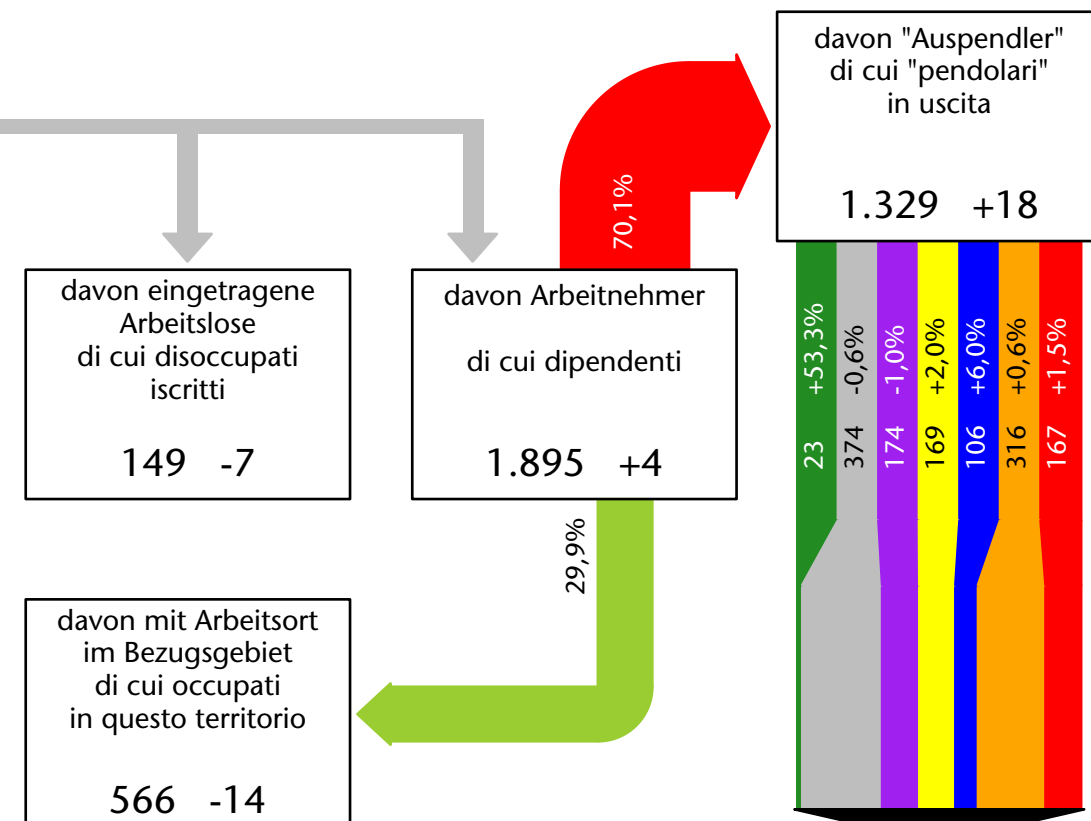 davon "Auspendler"
di cui "pendolari"
in uscita
1.329 +18
70,1%
davon eingetragene
Arbeitslose
di cui disoccupati
iscritti
149 -7
davon Arbeitnehmer
di cui dipendenti
1.895 +4
23 +53,3%
374 -0,6%
174 -1,0%
169 +2,0%
106 +6,0%
316 +0,6%
167 +1,5%
29,9%
davon mit Arbeitsort
im Bezugsgebiet
di cui occupati
in questo territorio
566 -14